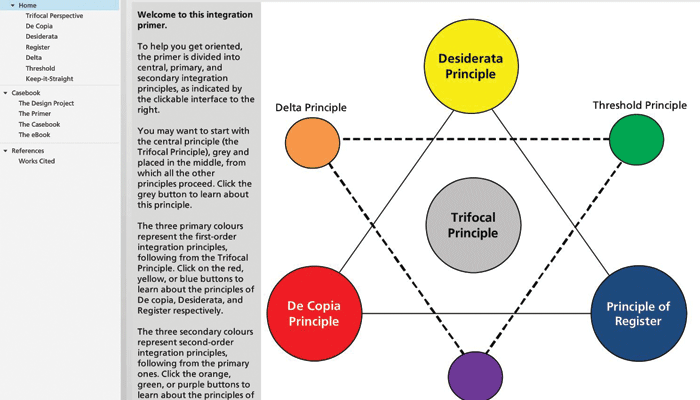 Home
Trifocal Perspective
De Copia
Desiderata
Register
Delta
Threshold
Keep-it-Straight
Casebook
The Design Project
The Primer
The Casebook
The eBook
References
Works Cited
Welcome to this integration
primer.
To help you get oriented,
the primer is divided into
central, primary, and
secondary integration
principles, as indicated by
the clickable interface to the
right.
You may want to start with
the central principle (the
Trifocal Principle), grey and
placed in the middle, from
which all the other
principles proceed. Click the
grey button to learn about
this principle.
The three primary colours
represent the first-order
integration principles,
following from the Trifocal
Principle. Click on the red,
yellow, or blue buttons to
learn about the principles of
De copia, Desiderata, and
Register respectively.
The three secondary colours
represent second-order
integration principles,
following from the primary
ones. Click the orange,
green, or purple buttons to
learn about the principles of
Desiderata
Principle
Delta Principle
Threshold Principle
Trifocal
Principle
De Copia
Principle
Principle of
Register